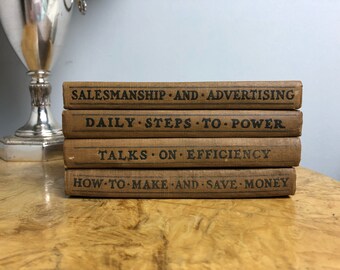 SALESMANSHIP · AND · ADVERTISING
DAILY · STEPS · TO · POWER
TALKS · ON · EFFICIENCY
HOW · TO · MAKE · AND · SAVE · MONEY